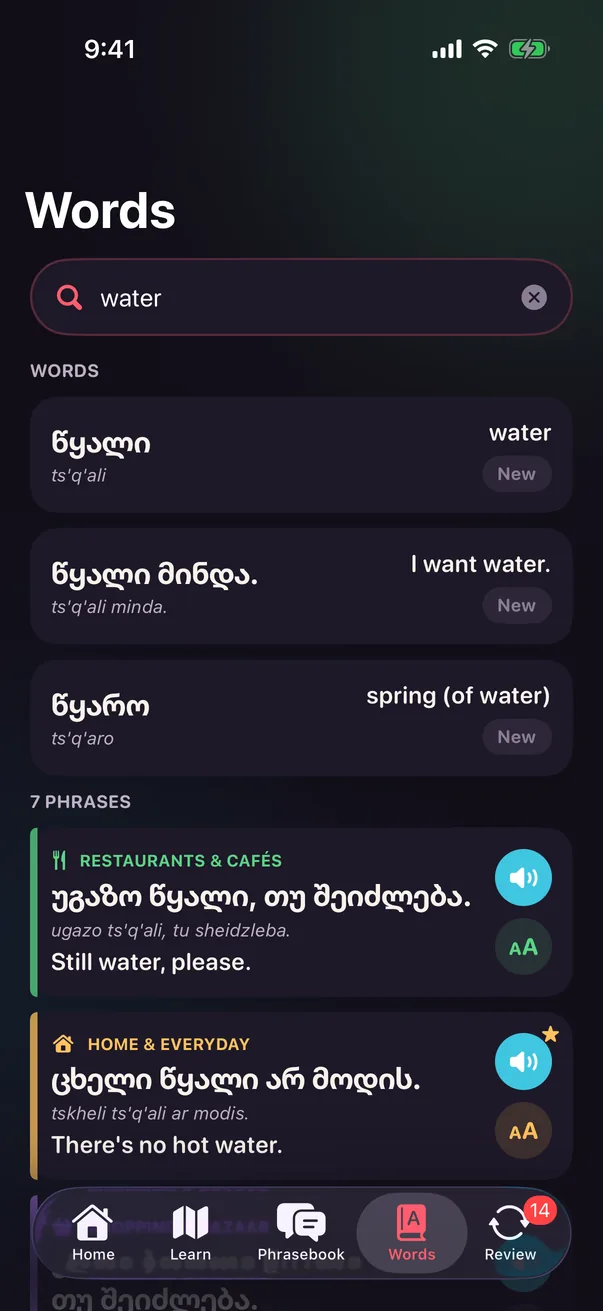 9:41
Words
water
WORDS
წყალი
water
ts'q'ali
New
წყალი მინდა.
I want water.
ts'q'ali minda.
New
წყარო
spring (of water)
ts'q'aro
New
7 PHRASES
RESTAURANTS & CAFÉS
უგაზო წყალი, თუ შეიძლება.
ugazo ts'q'ali, tu sheidzleba.
Still water, please.
AA
HOME & EVERYDAY
ცხელი წყალი არ მოდის.
tskheli ts'q'ali ar modis.
There's no hot water.
AA
14
Home
Learn
Phrasebook
A
Words
Review
თუ შეიძლება.